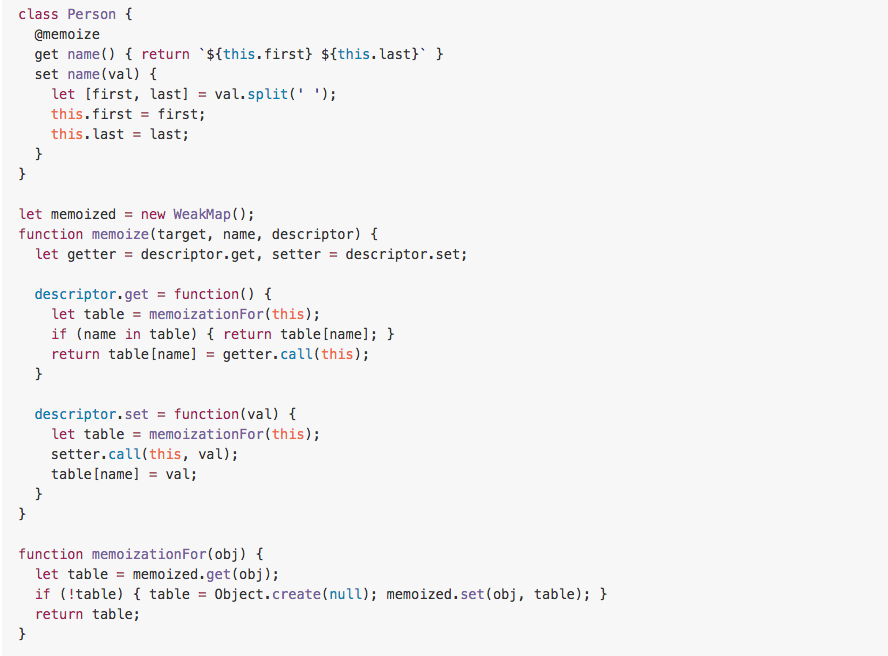 class Person {
  @memoize
  get name() { return `${this.first} ${this.last}` }
  set name(val) {
    let [first, last] = val.split(' ');
    this.first = first;
    this.last = last;
  }
}

let memoized = new WeakMap();
function memoize(target, name, descriptor) {
  let getter = descriptor.get, setter = descriptor.set;

  descriptor.get = function() {
    let table = memoizationFor(this);
    if (name in table) { return table[name]; }
    return table[name] = getter.call(this);
  }

  descriptor.set = function(val) {
    let table = memoizationFor(this);
    setter.call(this, val);
    table[name] = val;
  }
}

function memoizationFor(obj) {
  let table = memoized.get(obj);
  if (!table) { table = Object.create(null); memoized.set(obj, table); }
  return table;
}